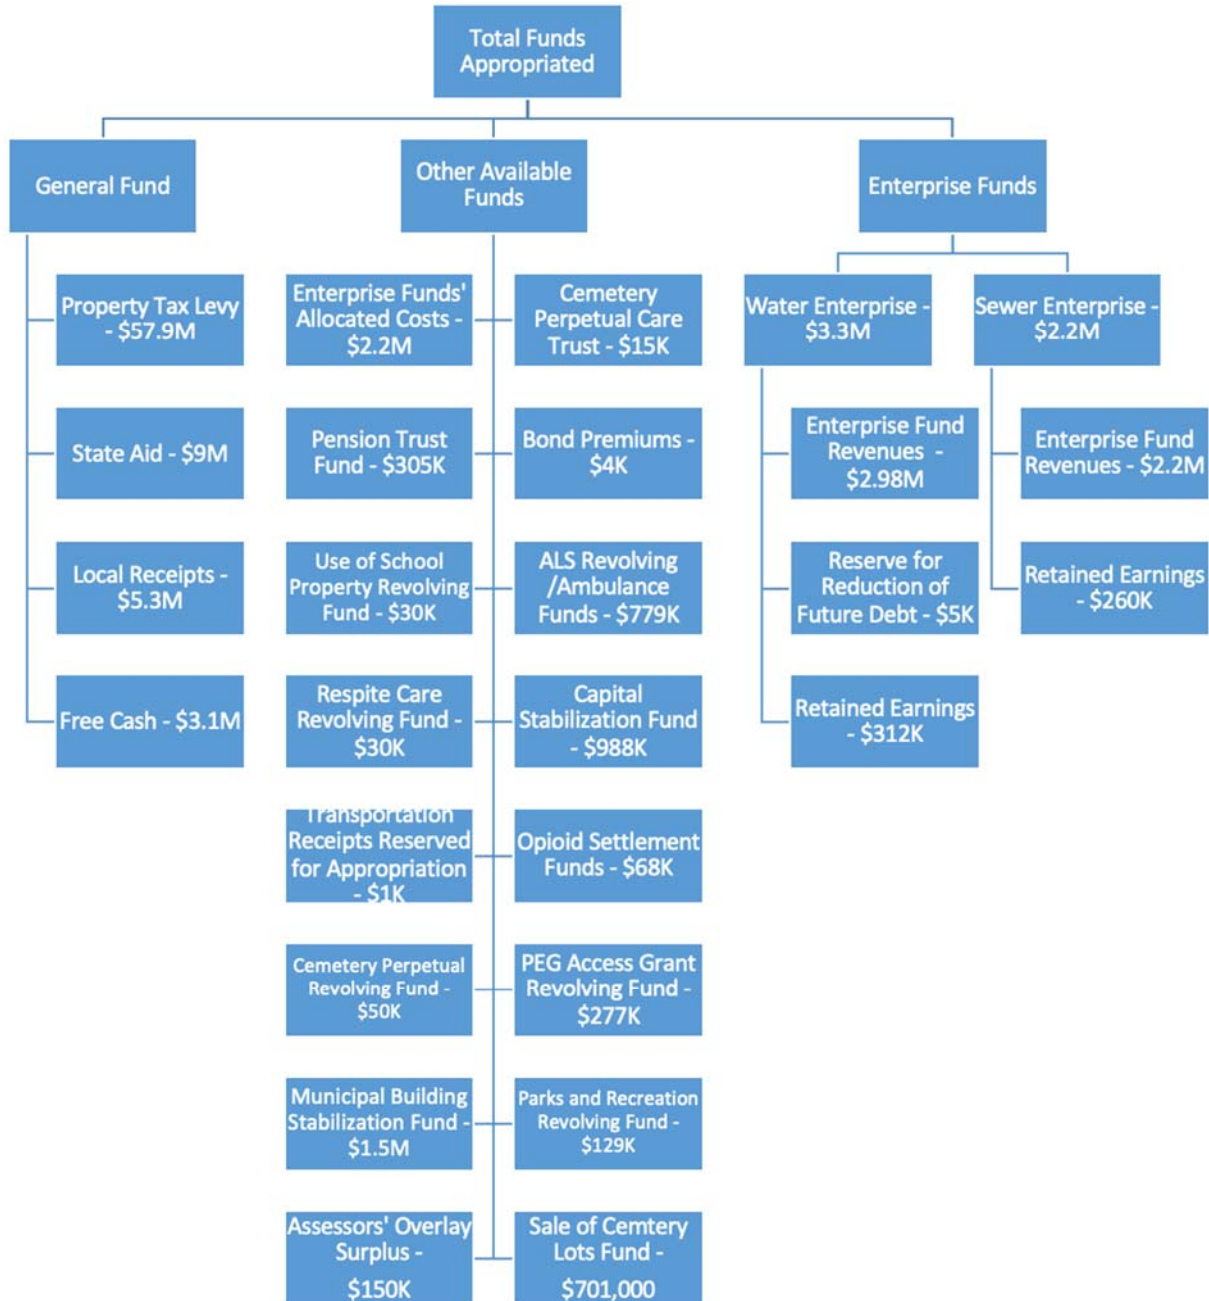 Total Funds
Appropriated
General Fund
Other Available
Funds
Enterprise Funds
Property Tax Levy
- $57.9M
State Aid - $9M
Local Receipts -
$5.3M
Free Cash - $3.1M
Enterprise Funds'
Allocated Costs -
$2.2M
Cemetery
Perpetual Care
Trust - $15K
Pension Trust
Fund - $305K
Bond Premiums -
$4K
Use of School
Property Revolving
Fund - $30K
ALS Revolving
/Ambulance
Funds - $779K
Respite Care
Revolving Fund -
$30K
Capital
Stabilization Fund
- $988K
Transportation
Receipts Reserved
for Appropriation
- $1K
Opioid Settlement
Funds - $68K
Cemetery Perpetual
Revolving Fund -
$50K
PEG Access Grant
Revolving Fund -
$277K
Municipal Building
Stabilization Fund -
$1.5M
Parks and Recreation
Revolving Fund -
$129K
Assessors' Overlay
Surplus -
$150K
Sale of Cemtery
Lots Fund -
$701,000
Water Enterprise -
$3.3M
Sewer Enterprise -
$2.2M
Enterprise Fund
Revenues -
$2.98M
Reserve for
Reduction of
Future Debt - $5K
Retained Earnings
- $312K
Enterprise Fund
Revenues - $2.2M
Retained Earnings
- $260K